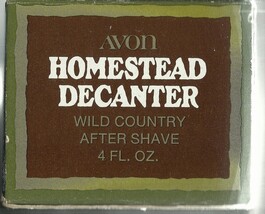 AVON
HOMESTEAD
DECANTER
WILD COUNTRY
AFTER SHAVE
4 FL. OZ.